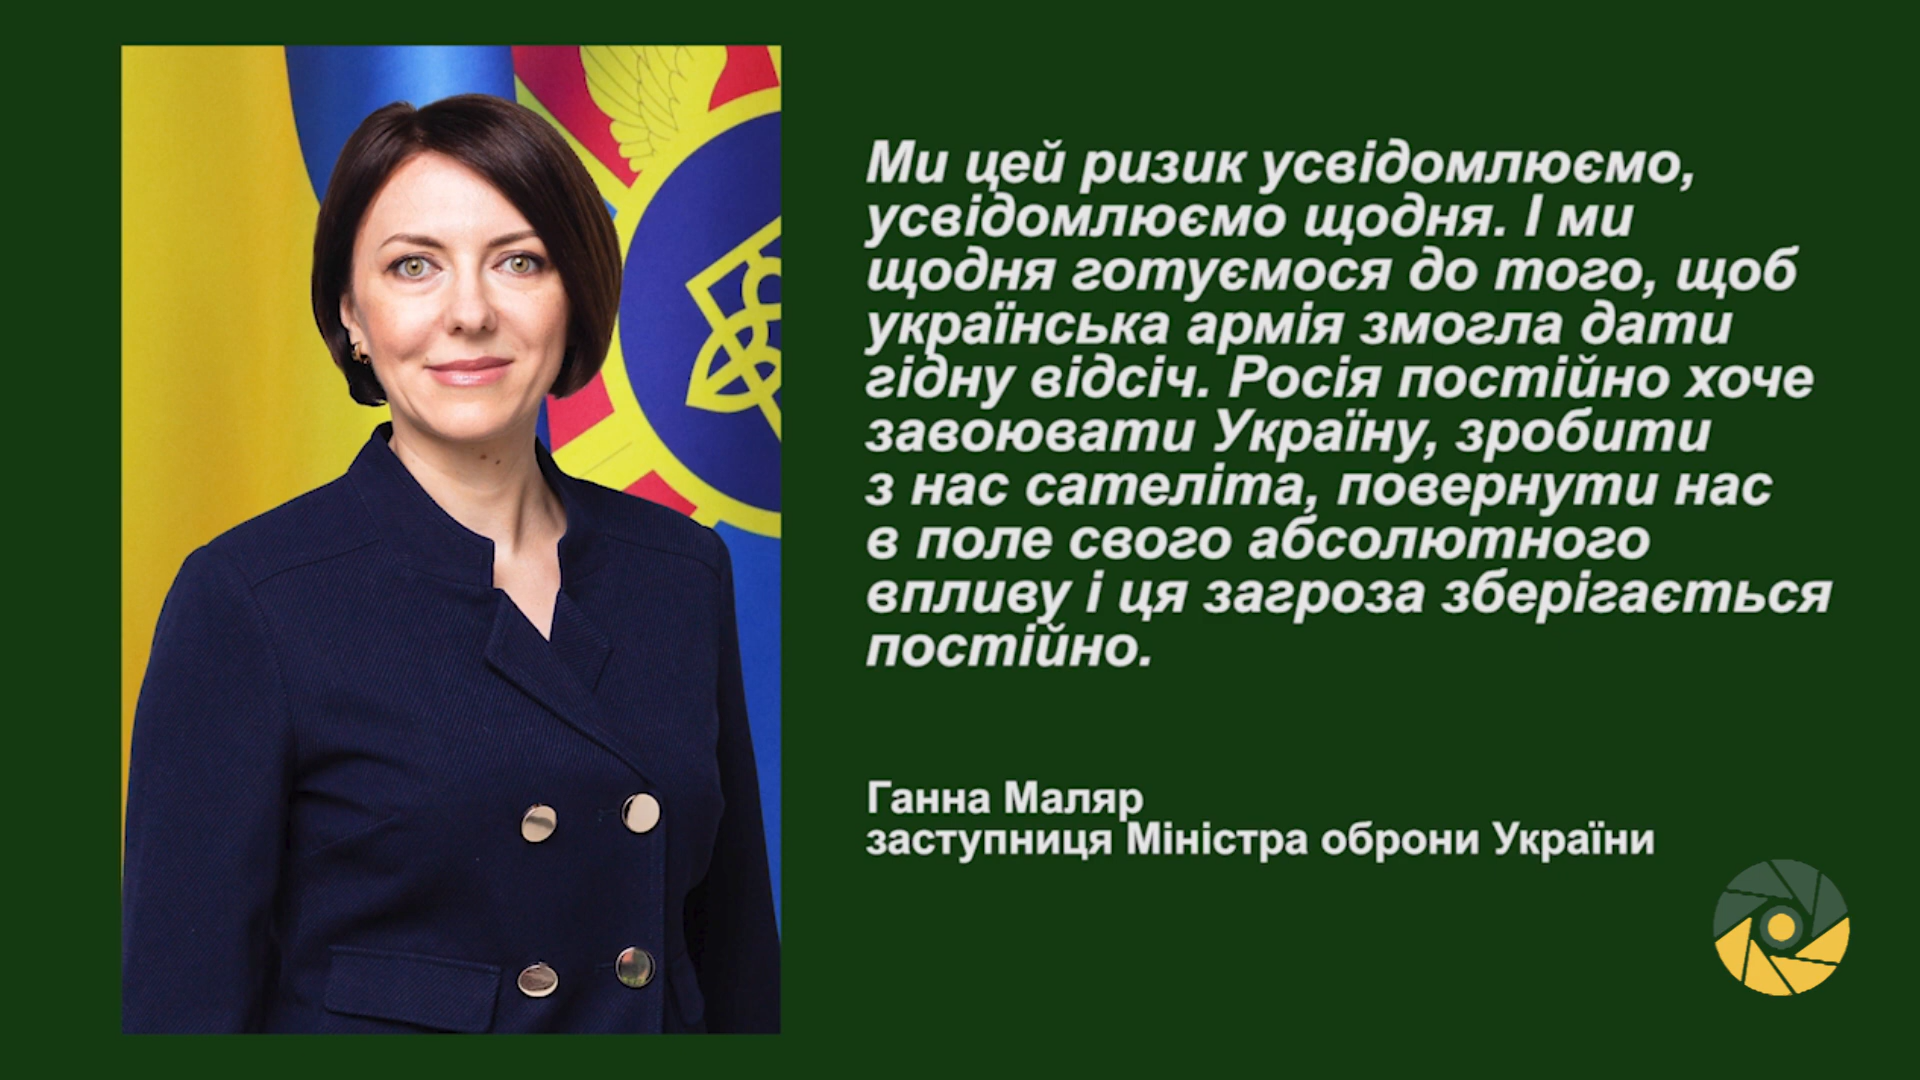 Ми цей ризик усвідомлюємо,
усвідомлюємо щодня. І ми
щодня готуємося до того, щоб
українська армія змогла дати
гідну відсіч. Росія постійно хоче
завоювати Україну, зробити
з нас сателіта, повернути нас
в поле свого абсолютного
впливу і ця загроза зберігається
постійно.
Ганна Маляр
заступниця Міністра оброни України